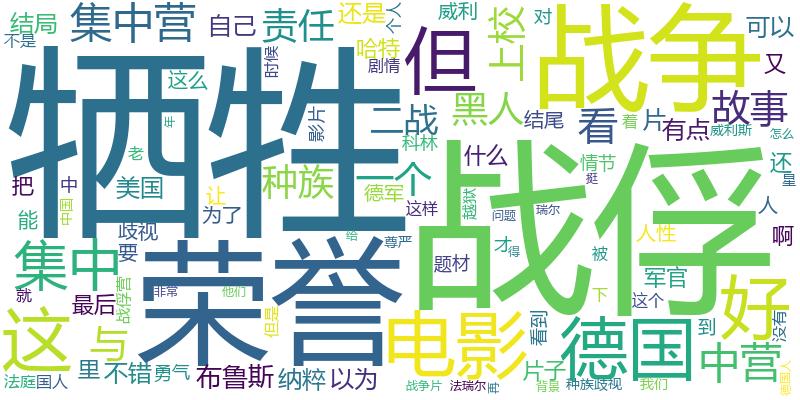 结局
集中营
自己
责任
还是
个人
威利
对
可以
不是
时候
哈特
剧情
但
上校
战争
又
这么
影片
黑人
故事
牺牲
年
二战
科林
结尾
看
着
片
有点
威利斯
怎么
老
种族
一个
什么
情节
还
星
把
中
美国
让
德军
这样
越狱
问题
瑞尔
挺
人
能
中国
歧视
为了
给
尊严
战俘
才
得
被
人性
啊
集中
要
荣誉
题材
军官
就
最后
战俘营
非常
他们
但是
下
这个
好
没有
这
与
电影
看到
德国
到
中营
里
不错
勇气
布鲁斯
纳粹
以为
片子
法庭
国人
战争片
法瑞尔
再
背景
种族歧视
我们
德国人